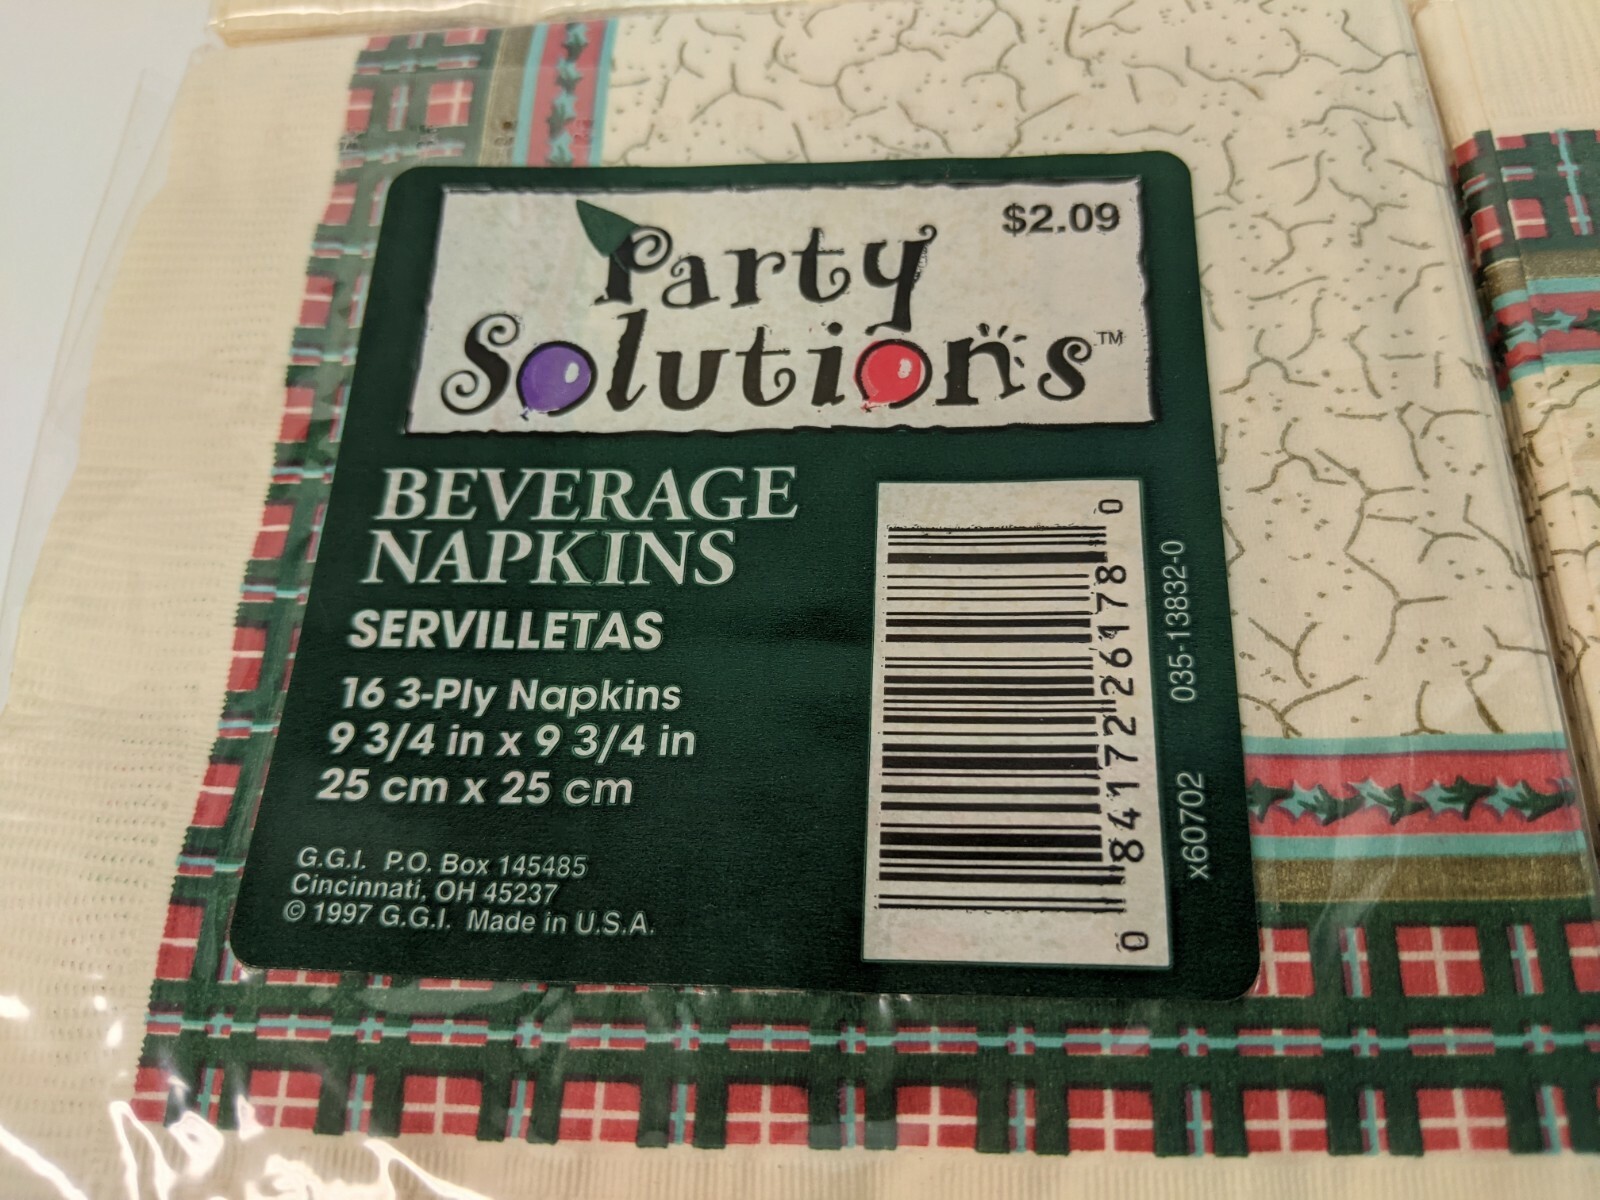 $2.09
Party
Solutions™
BEVERAGE
NAPKINS
SERVILLETAS
16 3-Ply Napkins
9 3/4 in x 9 3/4 in
25 cm x 25 cm
G.G.I. P.O. Box 145485
Cincinnati, OH 45237
© 1997 G.G.I. Made in U.S.A.
0 84172 26178 0
x60702 035-13832-0